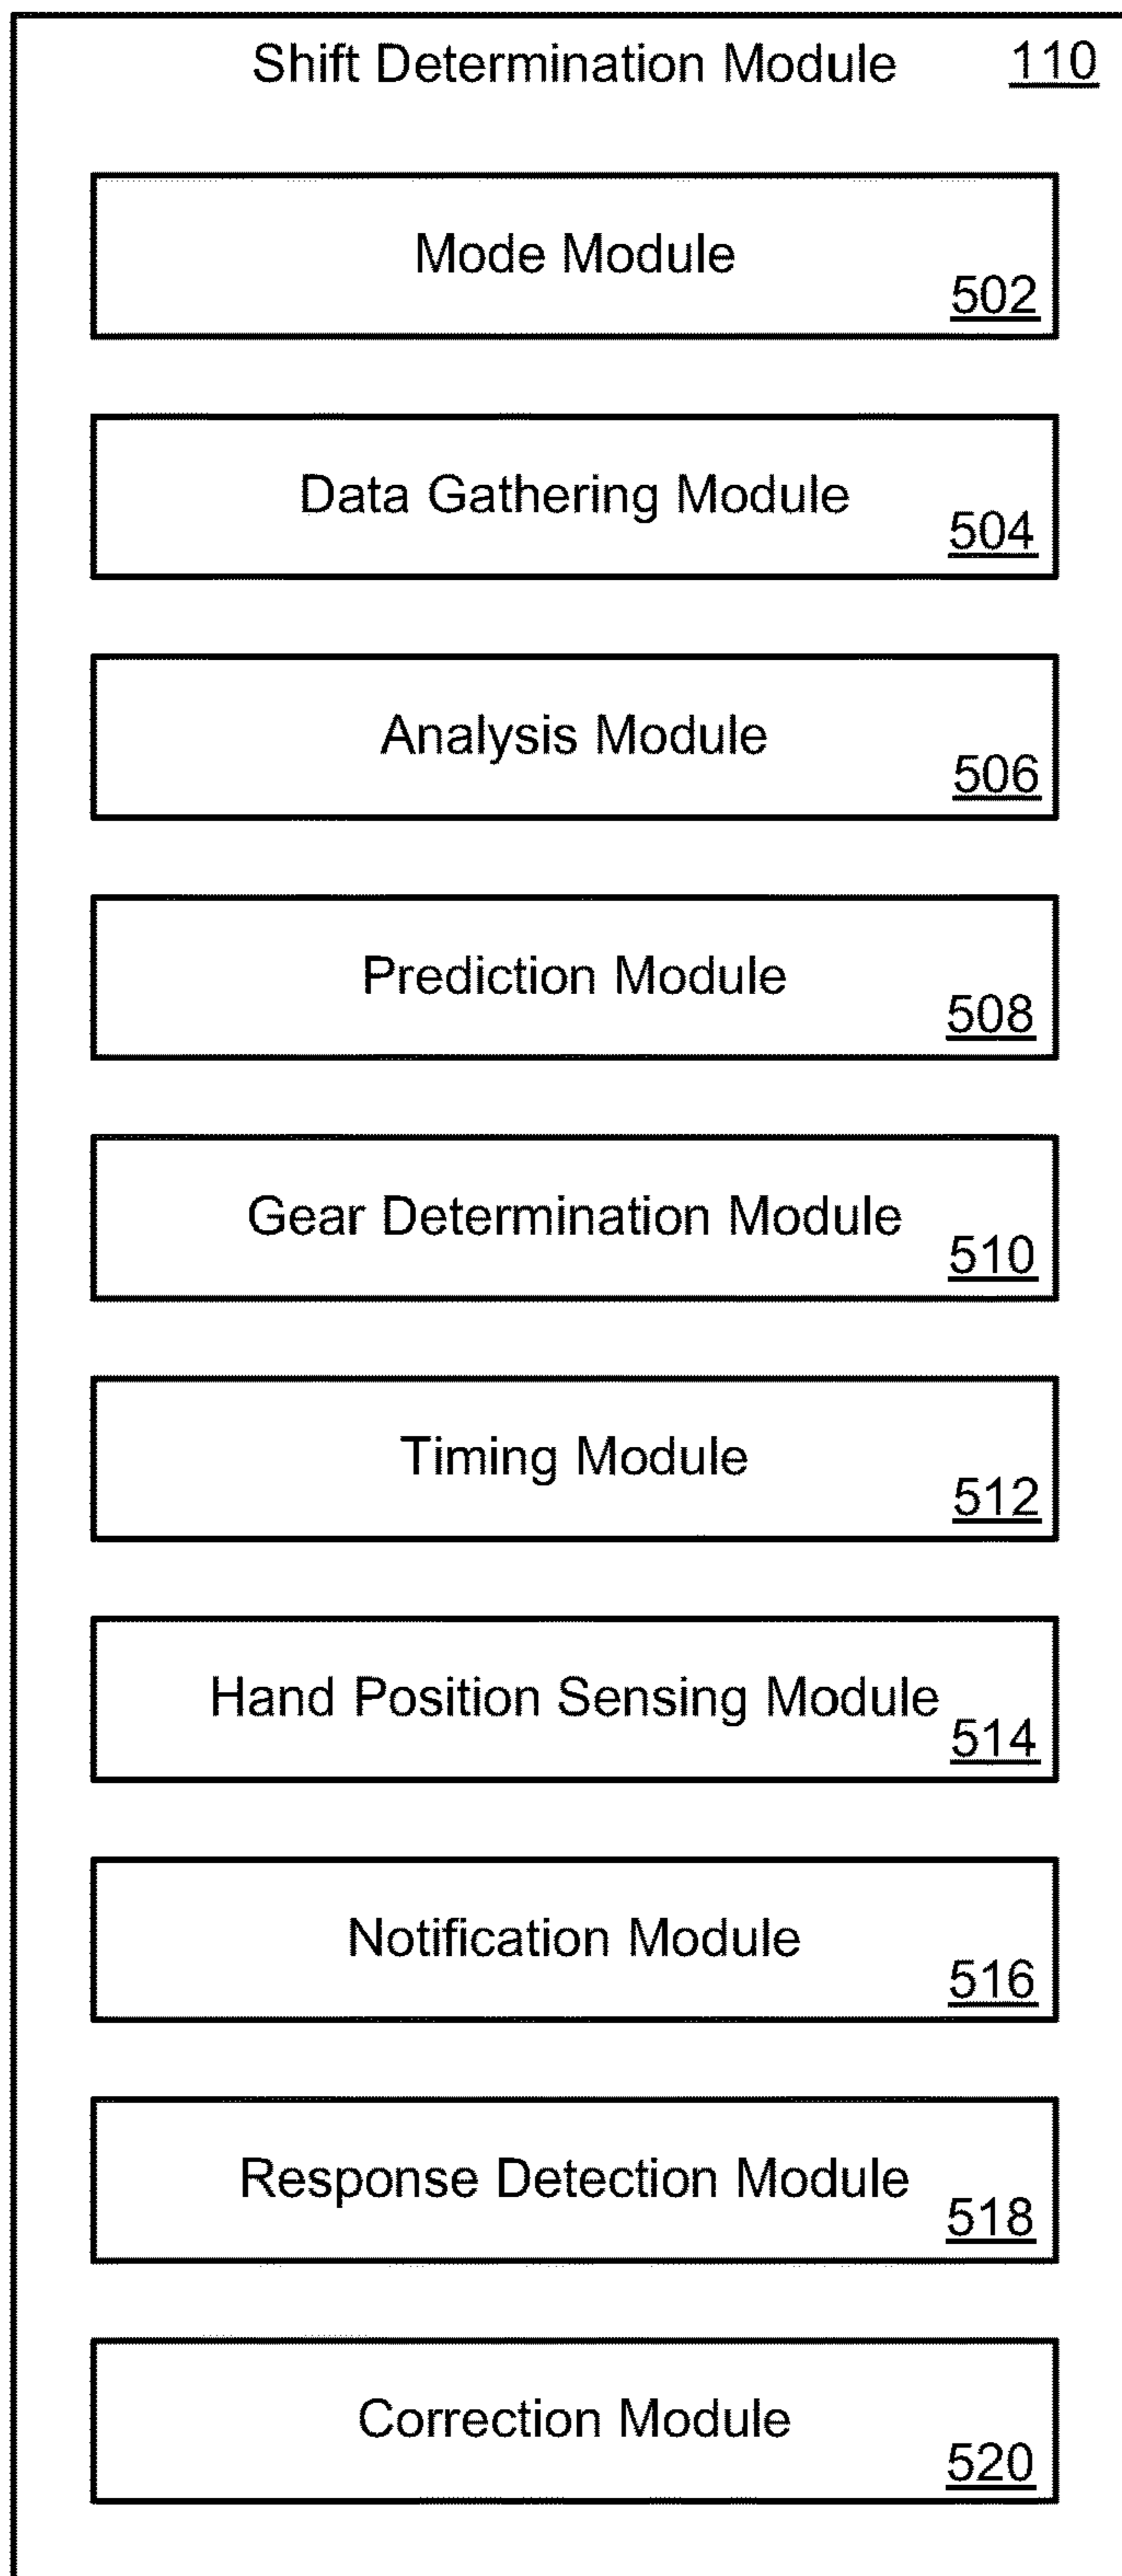 Shift Determination Module 110
Mode Module
502
Data Gathering Module
504
Analysis Module
506
Prediction Module
508
Gear Determination Module
510
Timing Module
512
Hand Position Sensing Module
514
Notification Module
516
Response Detection Module
518
Correction Module
520